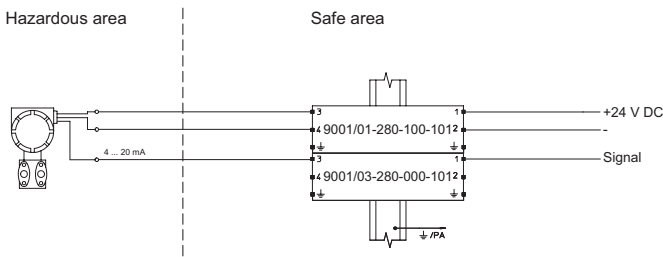 Hazardous area
Safe area
3 1 +24 V DC
4 9001/01-280-100-101 2 -
4 ... 20 mA
3 1 Signal
4 9001/03-280-000-101 2
/PA